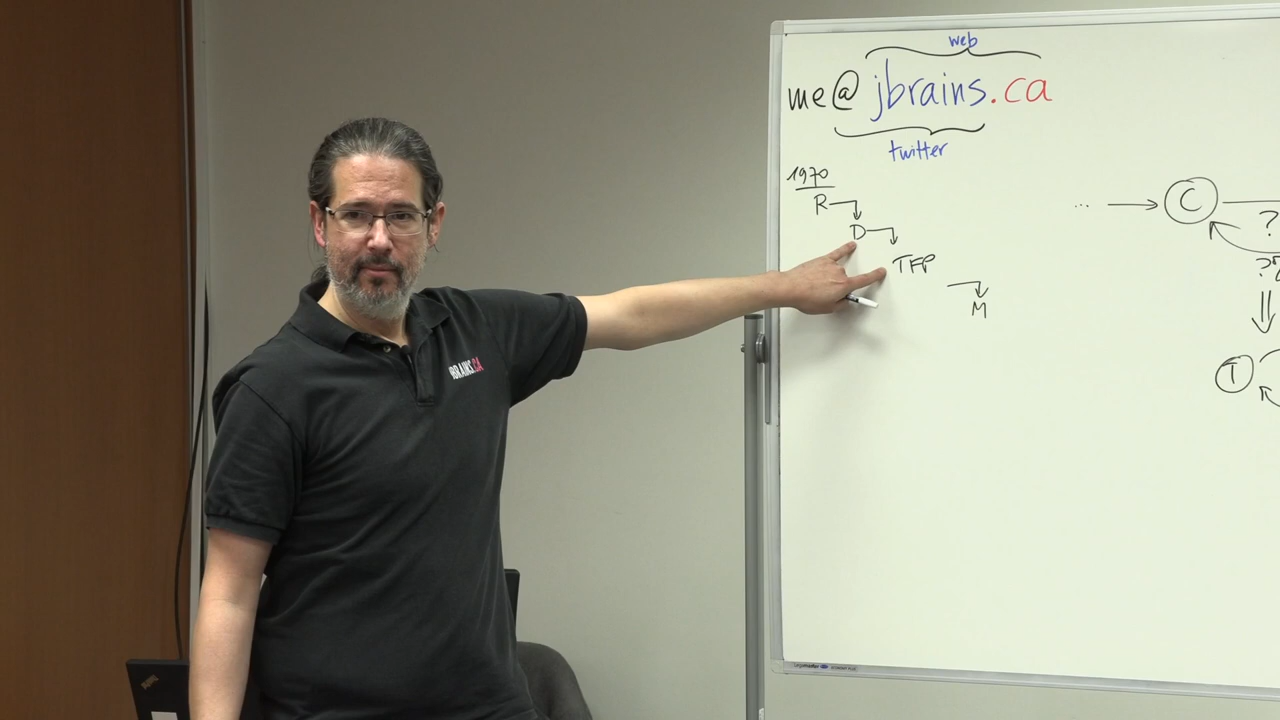 web
me@jbrains.ca
twitter
1970
R
D
TFP
M
... C
?
T
JBRAINS.CA